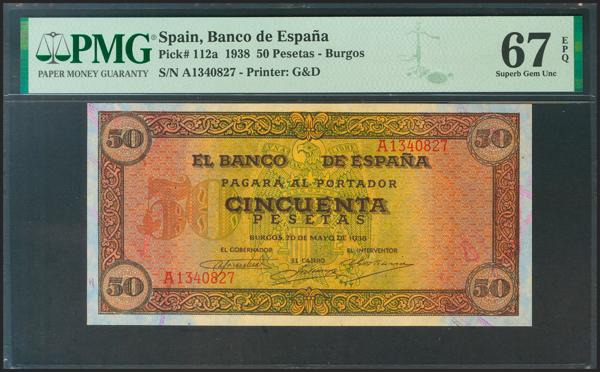 PMG
PAPER MONEY GUARANTY
Spain, Banco de España
Pick# 112a 1938 50 Pesetas - Burgos
S/N A1340827 - Printer: G&D
67 EPQ
Superb Gem Unc
50
50
A1340827
EL BANCO DE ESPAÑA
PAGARÁ AL PORTADOR
50
CINCUENTA
PESETAS
BURGOS, 20 DE MAYO DE 1938
EL GOBERNADOR
EL INTERVENTOR
EL CAJERO
A1340827
50
50